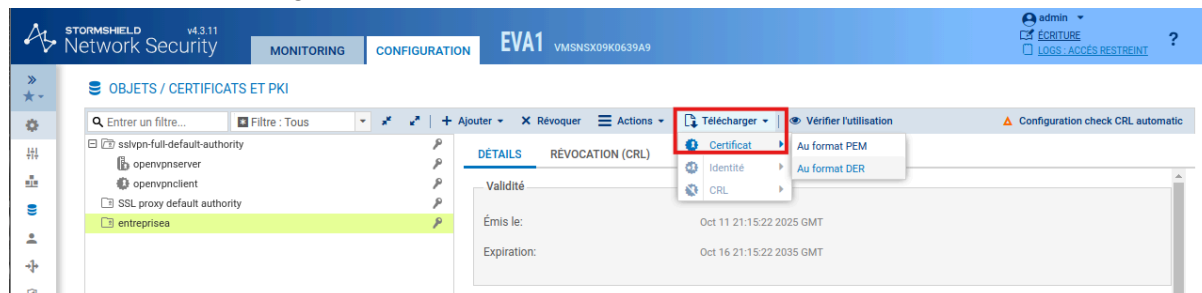 STORMSHIELD v4.3.11
Network Security
MONITORING
CONFIGURATION
EVA1 VMSNSX09K0639A9
admin
ÉCRITURE
LOGS : ACCÈS RESTREINT
?
OBJETS / CERTIFICATS ET PKI
Entrer un filtre...
Filtre : Tous
Ajouter
Révoquer
Actions
Télécharger
Vérifier l'utilisation
Configuration check CRL automatic
sslvpn-full-default-authority
openvpnserver
openvpnclient
SSL proxy default authority
entreprisea
DÉTAILS
RÉVOCATION (CRL)
Certificat
Identité
CRL
Au format PEM
Au format DER
Validité
Émis le: Oct 11 21:15:22 2025 GMT
Expiration: Oct 16 21:15:22 2035 GMT